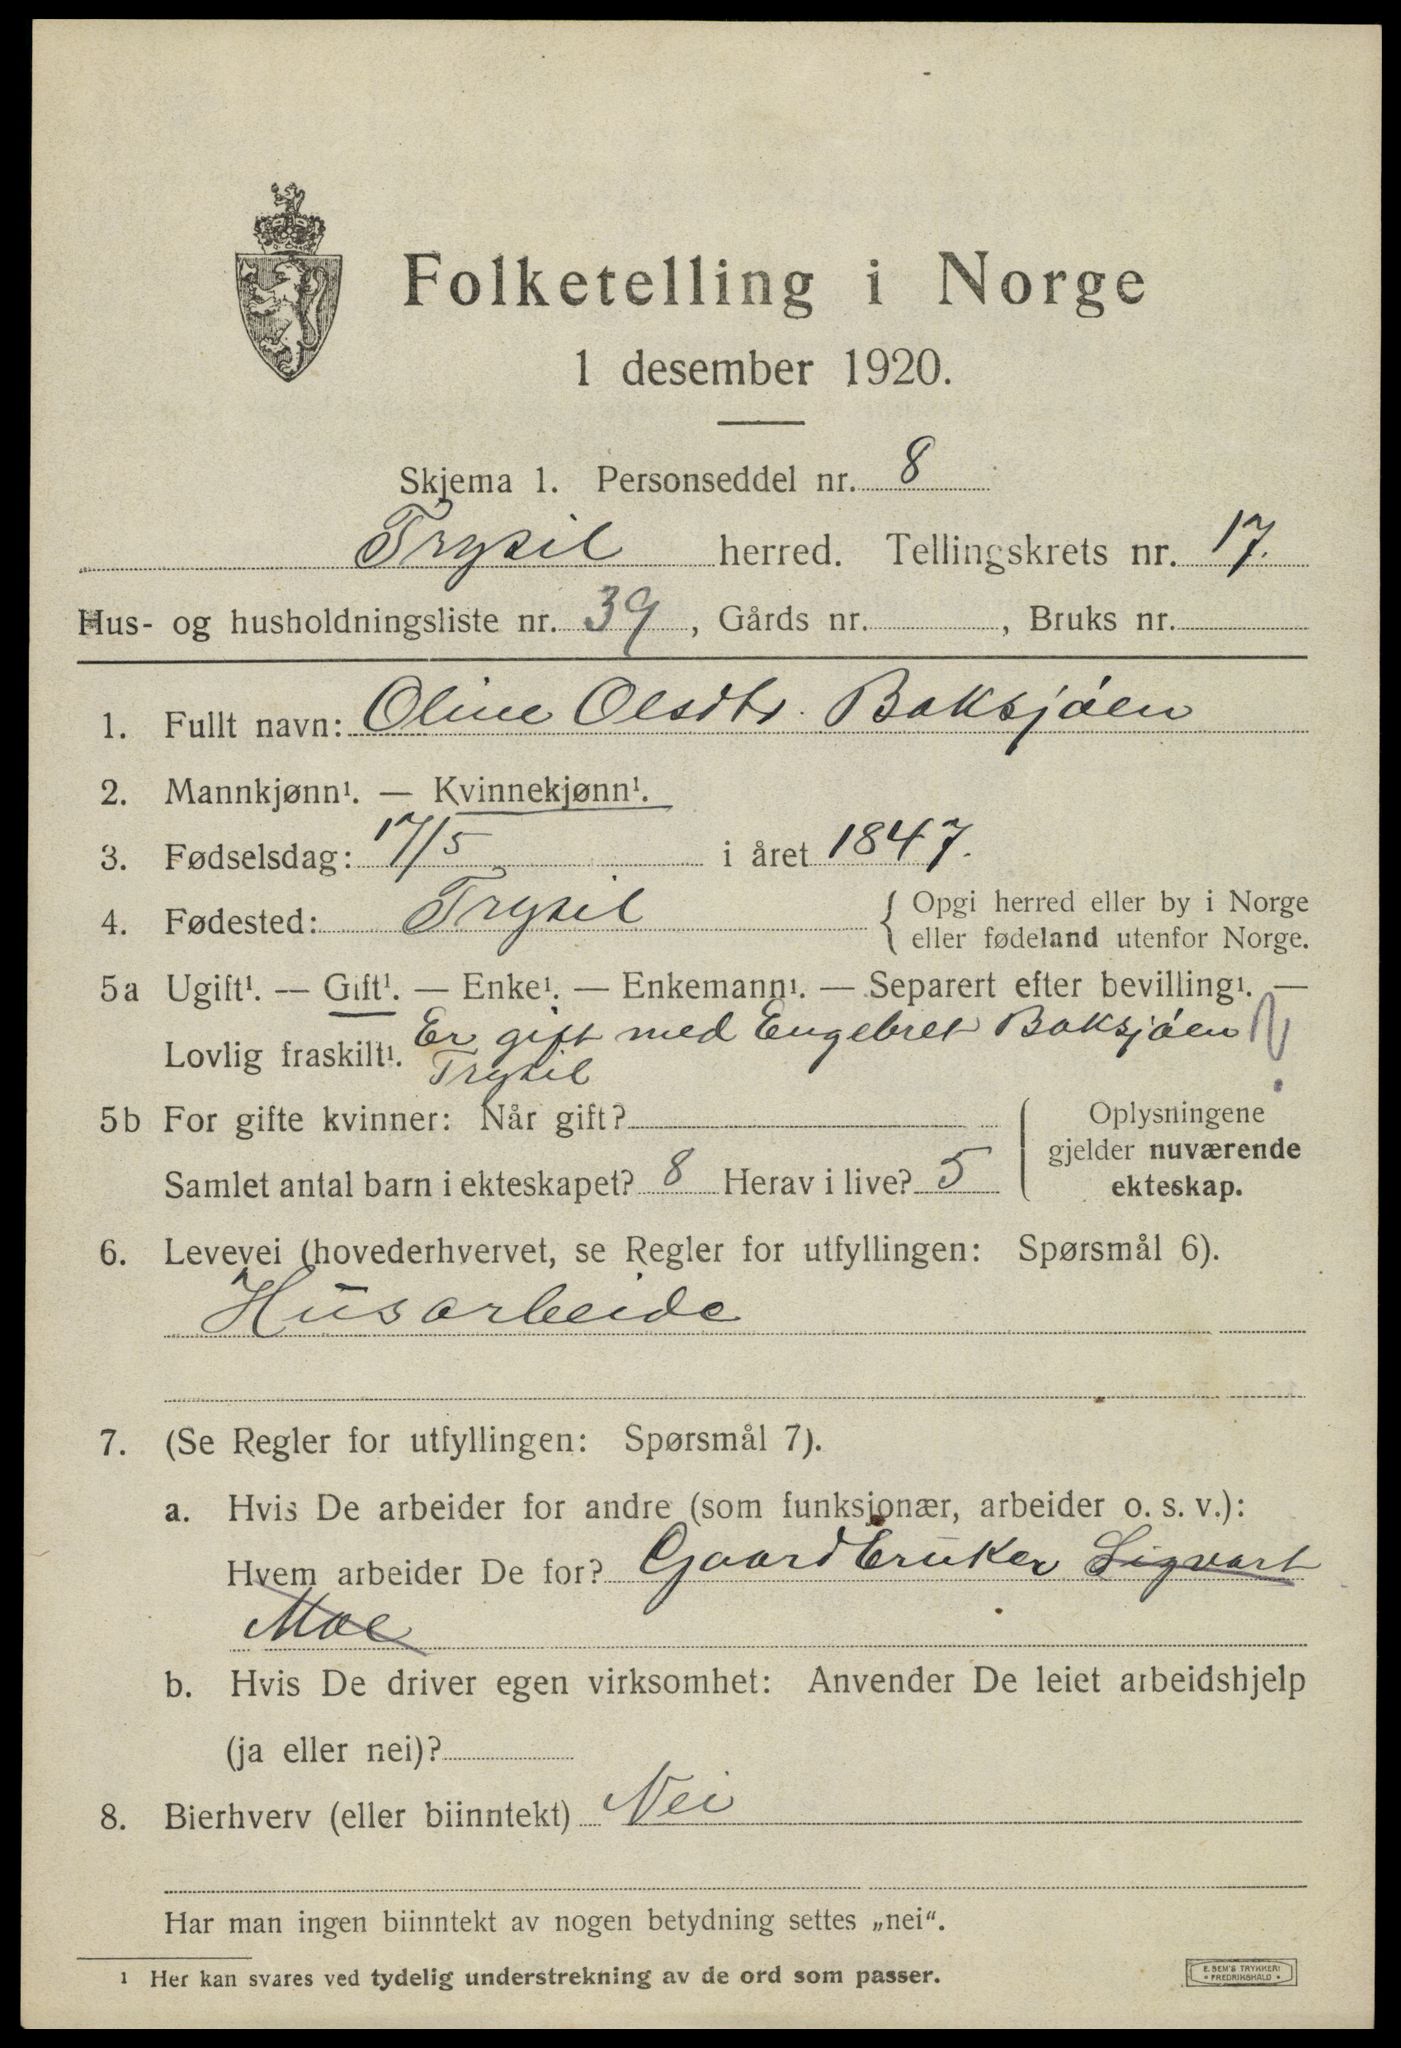 Folketelling i Norge
1 desember 1920.
Skjema 1. Personseddel nr. 8
Trysil herred. Tellingskrets nr. 17.
Hus- og husholdningsliste nr. 39, Gårds nr. , Bruks nr.
1. Fullt navn: Oline Olsdtr. Baksjøen
2. Mannkjønn¹. — Kvinnekjønn¹.
3. Fødselsdag: 17/5 i året 1847.
4. Fødested: Trysil { Opgi herred eller by i Norge
eller fødeland utenfor Norge.
5a Ugift¹. — Gift¹. — Enke¹. — Enkemann¹. — Separert efter bevilling¹. —
Lovlig fraskilt¹. Er gift med Engebret Baksjøen ?
Trysil
5b For gifte kvinner: Når gift?
Samlet antal barn i ekteskapet? 8 Herav i live? 5
Oplysningene
gjelder nuværende
ekteskap.
6. Levevei (hovederhvervet, se Regler for utfyllingen: Spørsmål 6).
Husarbeide
7. (Se Regler for utfyllingen: Spørsmål 7).
a. Hvis De arbeider for andre (som funksjonær, arbeider o. s. v.):
Hvem arbeider De for? Gaardbruker Sigvart
Moe
b. Hvis De driver egen virksomhet: Anvender De leiet arbeidshjelp
(ja eller nei)?
8. Bierhverv (eller biinntekt) Nei
Har man ingen biinntekt av nogen betydning settes „nei“.
¹ Her kan svares ved tydelig understrekning av de ord som passer.
E. SEM'S TRYKKERI
• FREDRIKSHALD •